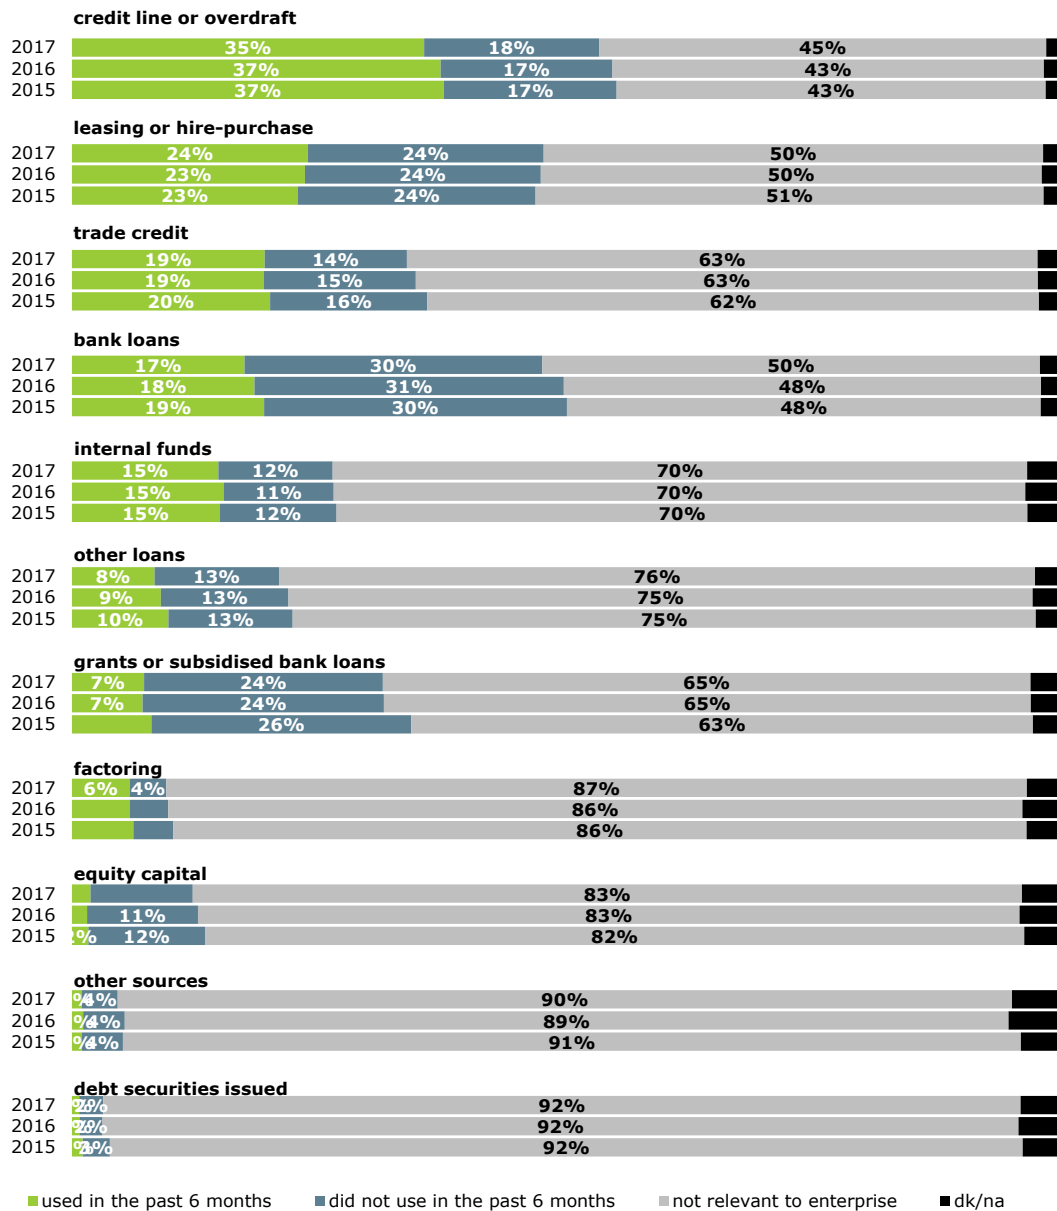 credit line or overdraft
2017 35% 18% 45%
2016 37% 17% 43%
2015 37% 17% 43%
leasing or hire-purchase
2017 24% 24% 50%
2016 23% 24% 50%
2015 23% 24% 51%
trade credit
2017 19% 14% 63%
2016 19% 15% 63%
2015 20% 16% 62%
bank loans
2017 17% 30% 50%
2016 18% 31% 48%
2015 19% 30% 48%
internal funds
2017 15% 12% 70%
2016 15% 11% 70%
2015 15% 12% 70%
other loans
2017 8% 13% 76%
2016 9% 13% 75%
2015 10% 13% 75%
grants or subsidised bank loans
2017 7% 24% 65%
2016 7% 24% 65%
2015 26% 63%
factoring
2017 6% 4% 87%
2016 86%
2015 86%
equity capital
2017 83%
2016 11% 83%
2015 2% 12% 82%
other sources
2017 4% 90%
2016 4% 89%
2015 4% 91%
debt securities issued
2017 2% 92%
2016 2% 92%
2015 3% 92%
used in the past 6 months did not use in the past 6 months not relevant to enterprise dk/na